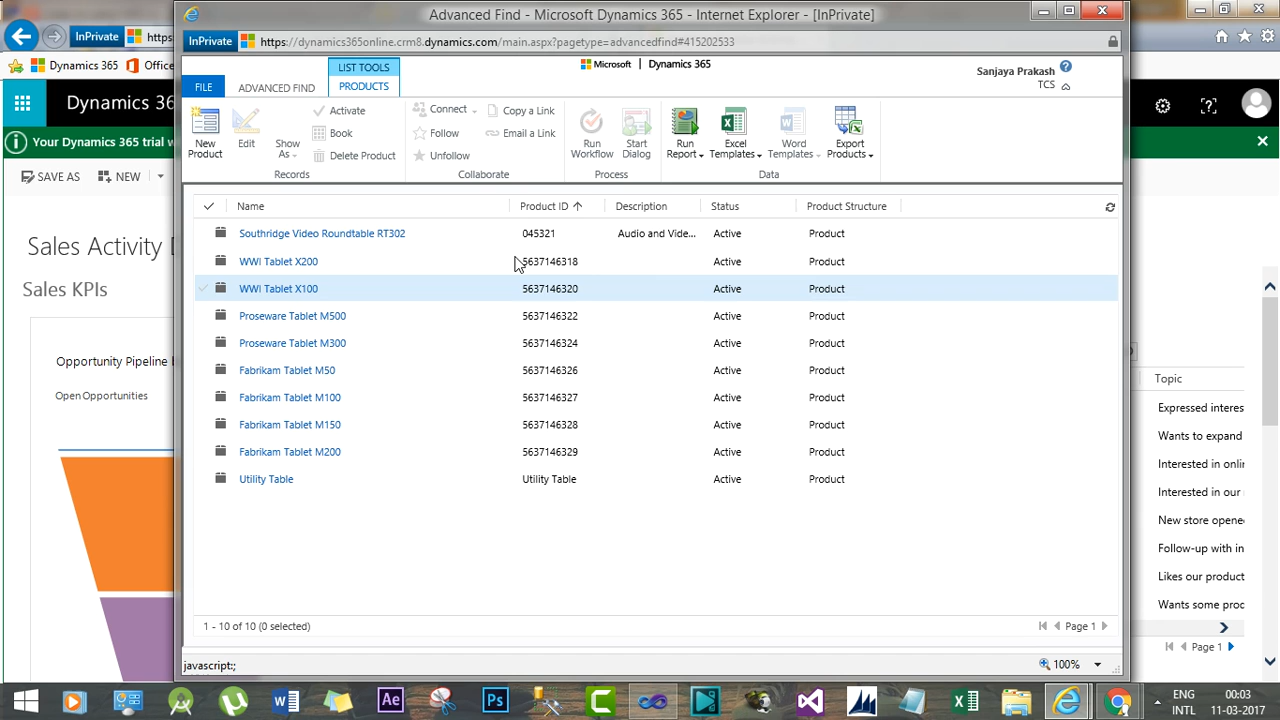 Advanced Find - Microsoft Dynamics 365 - Internet Explorer - [InPrivate]
InPrivate
https://dynamics365online.crm8.dynamics.com/main.aspx?pagetype=advancedfind#415202533
InPrivate
https
Dynamics 365
Office
Dynamics 36
Your Dynamics 365 trial w
SAVE AS
NEW
Sales Activity D
Sales KPIs
Opportunity Pipeline b
Open Opportunities
FILE
ADVANCED FIND
LIST TOOLS
PRODUCTS
Microsoft
Dynamics 365
Sanjaya Prakash
TCS
New Product
Edit
Show As
Activate
Book
Delete Product
Records
Connect
Follow
Unfollow
Copy a Link
Email a Link
Collaborate
Run Workflow
Start Dialog
Process
Run Report
Excel Templates
Word Templates
Export Products
Data
Name Product ID Description Status Product Structure
Southridge Video Roundtable RT302 045321 Audio and Vide... Active Product
WWI Tablet X200 5637146318 Active Product
WWI Tablet X100 5637146320 Active Product
Proseware Tablet M500 5637146322 Active Product
Proseware Tablet M300 5637146324 Active Product
Fabrikam Tablet M50 5637146326 Active Product
Fabrikam Tablet M100 5637146327 Active Product
Fabrikam Tablet M150 5637146328 Active Product
Fabrikam Tablet M200 5637146329 Active Product
Utility Table Utility Table Active Product
1 - 10 of 10 (0 selected)
Page 1
javascript:;
100%
Topic
Expressed interes
Wants to expand
Interested in onlin
Interested in our
New store opene
Follow-up with in
Likes our product
Wants some proc
Page 1
Ae
Ps
ENG
INTL
00:03
11-03-2017